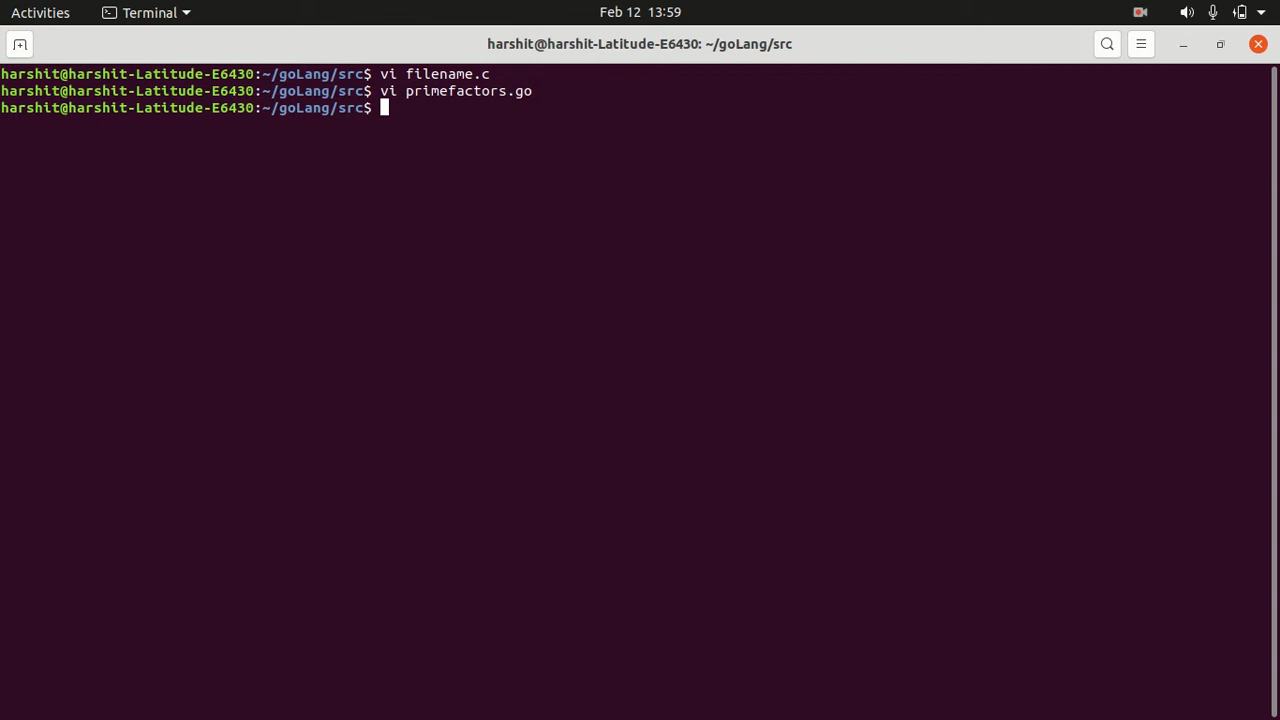 Activities Terminal Feb 12 13:59
harshit@harshit-Latitude-E6430: ~/goLang/src
harshit@harshit-Latitude-E6430:~/goLang/src$ vi filename.c
harshit@harshit-Latitude-E6430:~/goLang/src$ vi primefactors.go
harshit@harshit-Latitude-E6430:~/goLang/src$